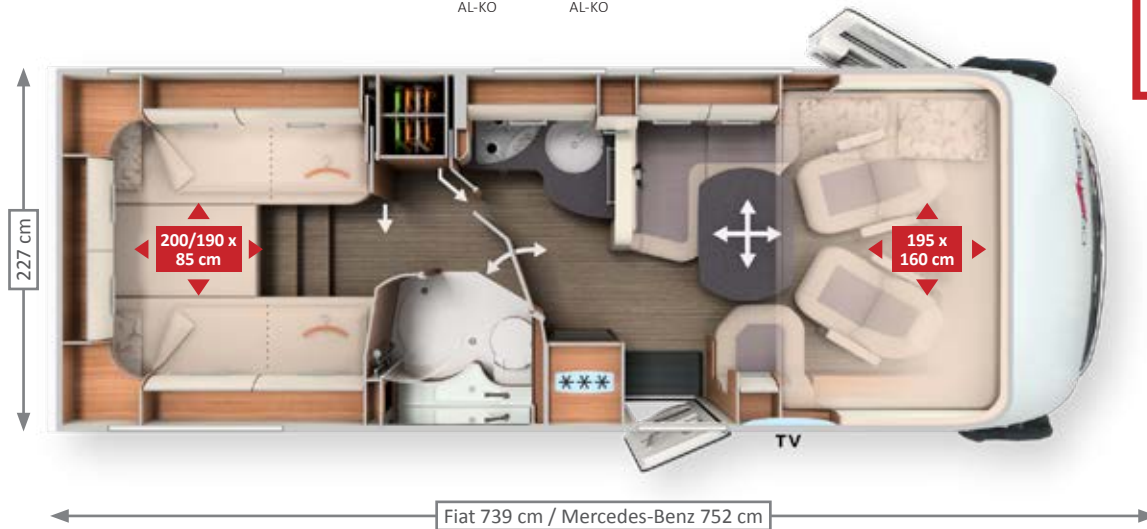 AL-KO AL-KO
227 cm
200/190 x
85 cm
195 x
160 cm
TV
Fiat 739 cm / Mercedes-Benz 752 cm